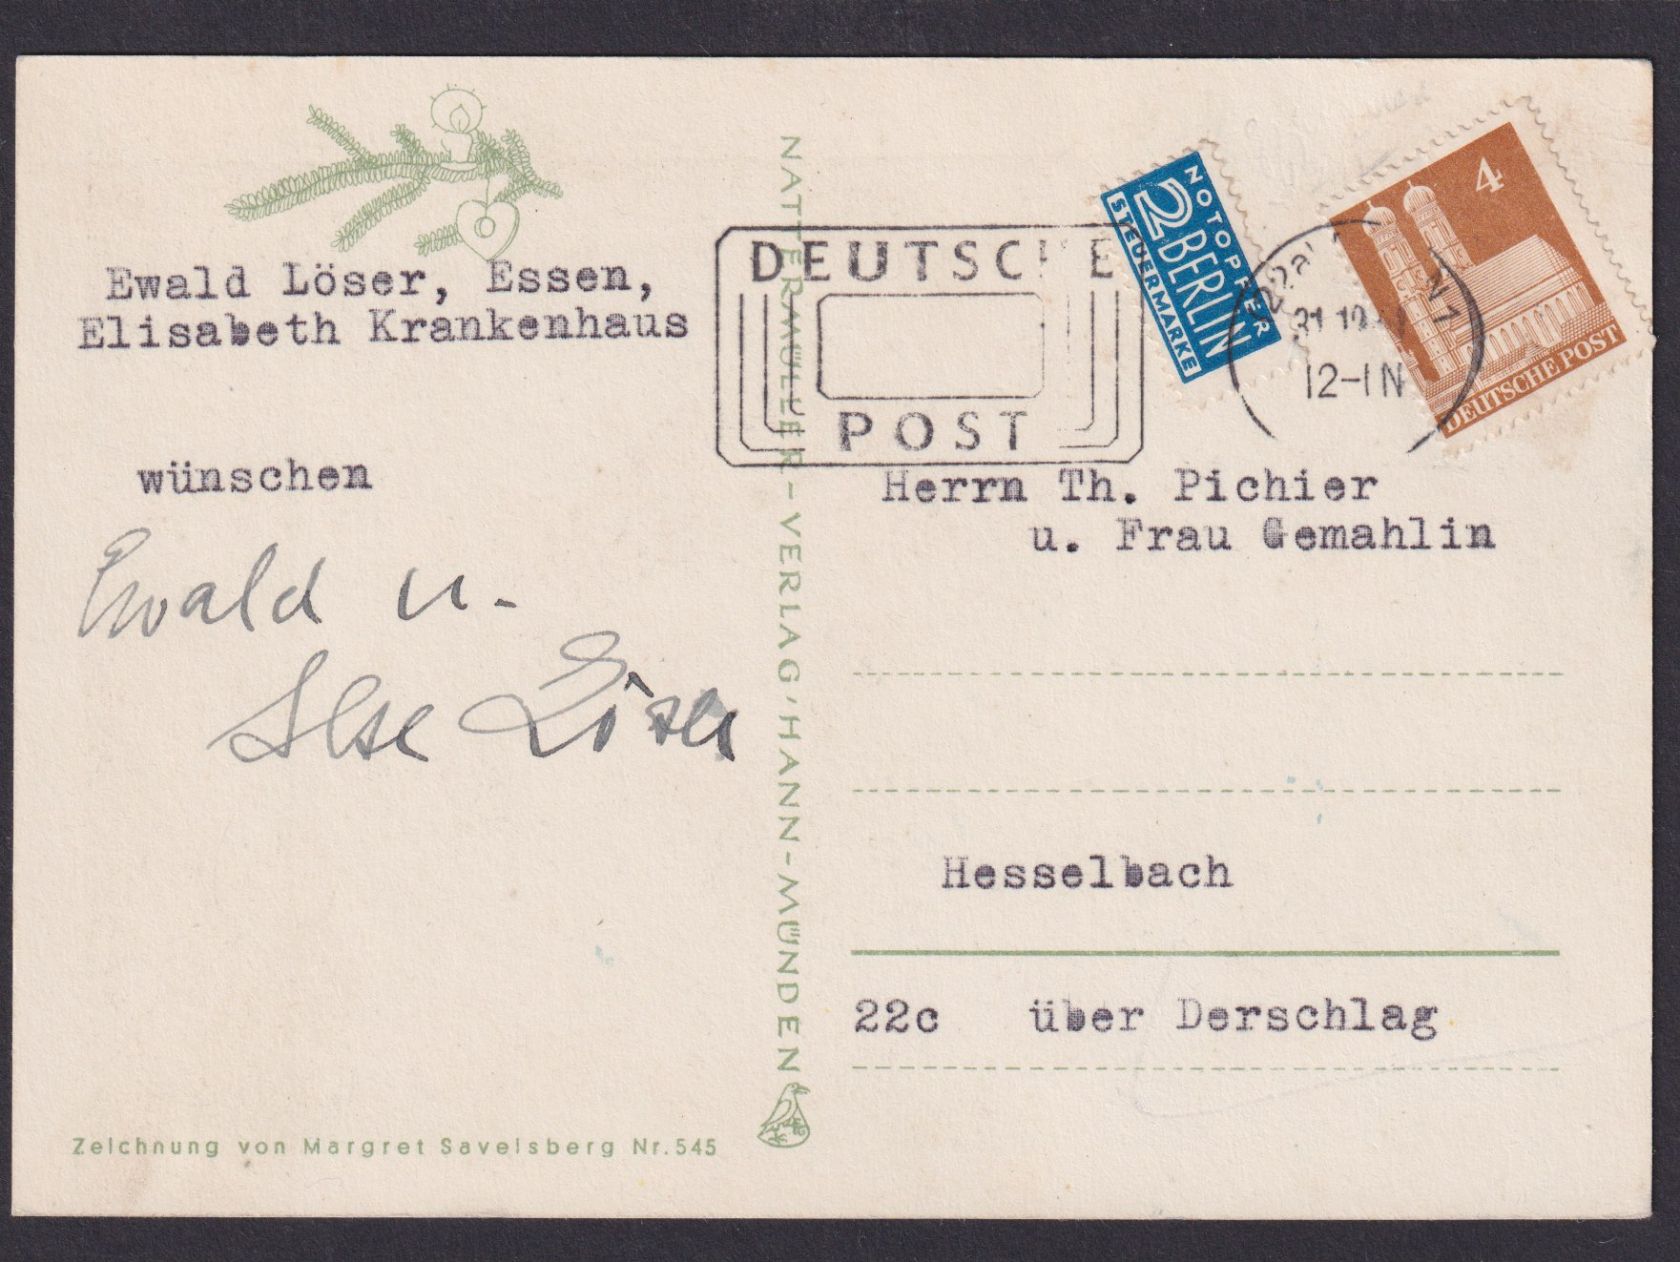 Ewald Löser, Essen,
Elisabeth Krankenhaus
wünschen
Ewald u.
Ilse Löser
Zeichnung von Margret Savelsberg Nr. 545
NATTERMÜLLER-VERLAG, HANN-MÜNDEN
DEUTSCHE
POST
NOTOPFER
2 BERLIN
STEUERMARKE
4
DEUTSCHE POST
31.12.
12-1N
Herrn Th. Pichier
u. Frau Gemahlin
Hesselbach
22c über Derschlag